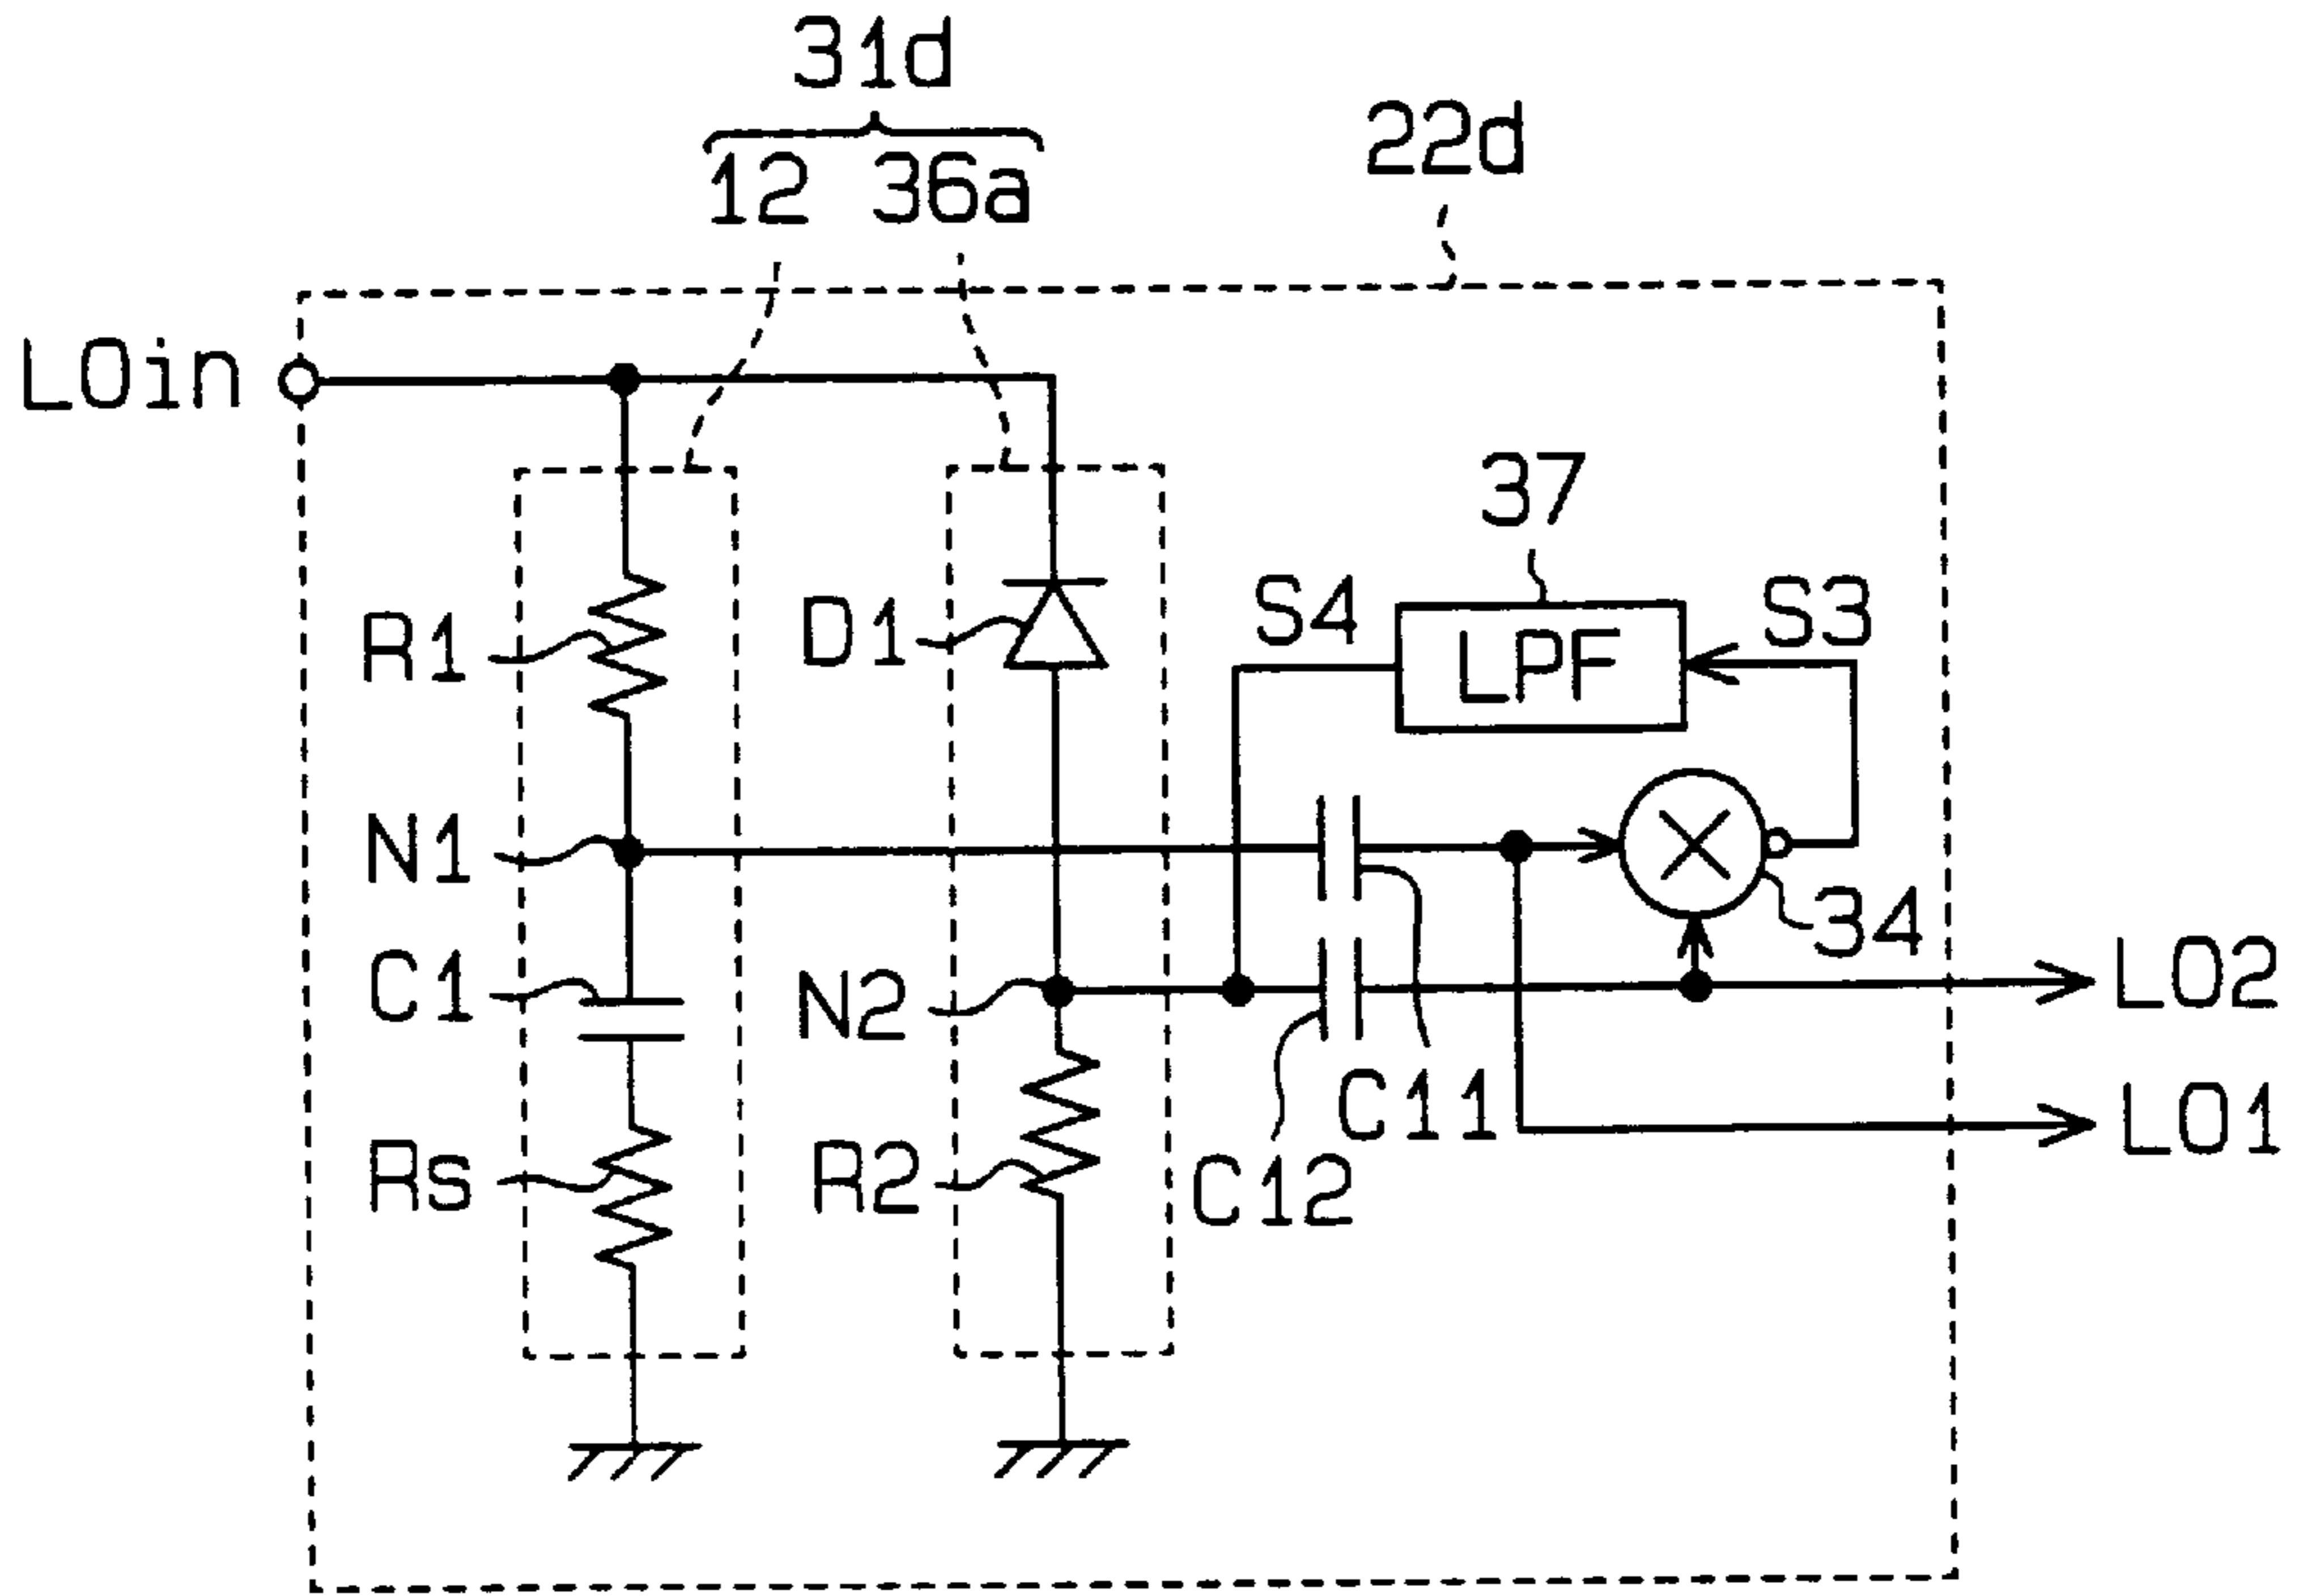 31d
12 36a
22d
LOin
37
S4
LPF
S3
R1
D1
N1
34
C1
N2
LO2
C11
LO1
Rs
R2
C12